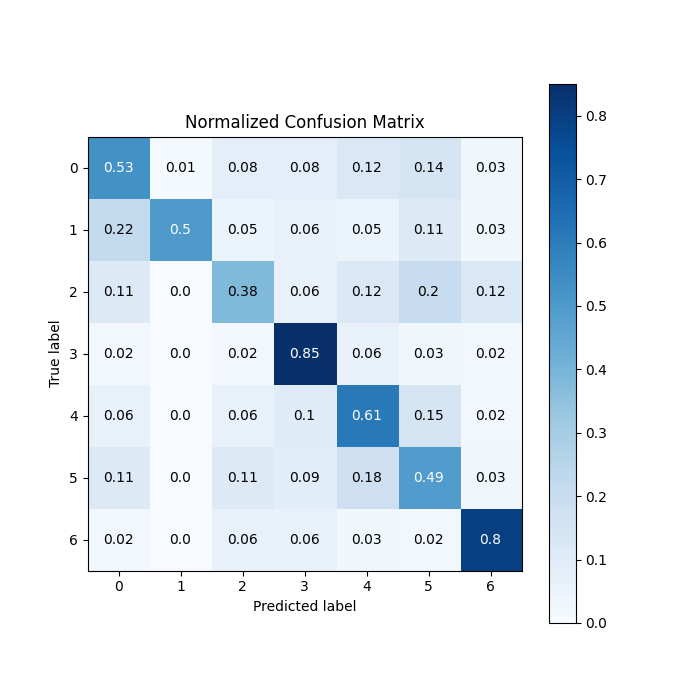 Normalized Confusion Matrix
0 0.53 0.01 0.08 0.08 0.12 0.14 0.03
1 0.22 0.5 0.05 0.06 0.05 0.11 0.03
2 0.11 0.0 0.38 0.06 0.12 0.2 0.12
3 0.02 0.0 0.02 0.85 0.06 0.03 0.02
4 0.06 0.0 0.06 0.1 0.61 0.15 0.02
5 0.11 0.0 0.11 0.09 0.18 0.49 0.03
6 0.02 0.0 0.06 0.06 0.03 0.02 0.8
0 1 2 3 4 5 6
Predicted label
True label
0.8
0.7
0.6
0.5
0.4
0.3
0.2
0.1
0.0